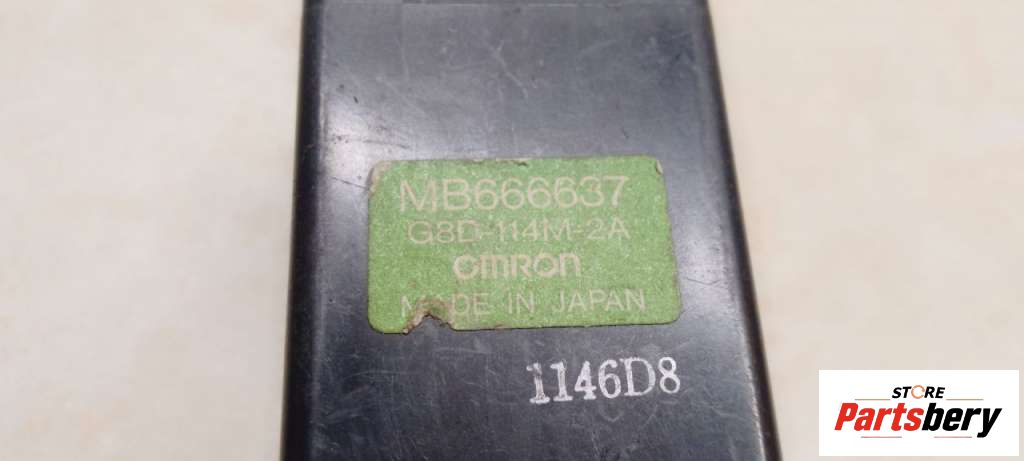 MB666637
G8D-114M-2A
OMRON
MADE IN JAPAN
1146D8
STORE
Partsbery